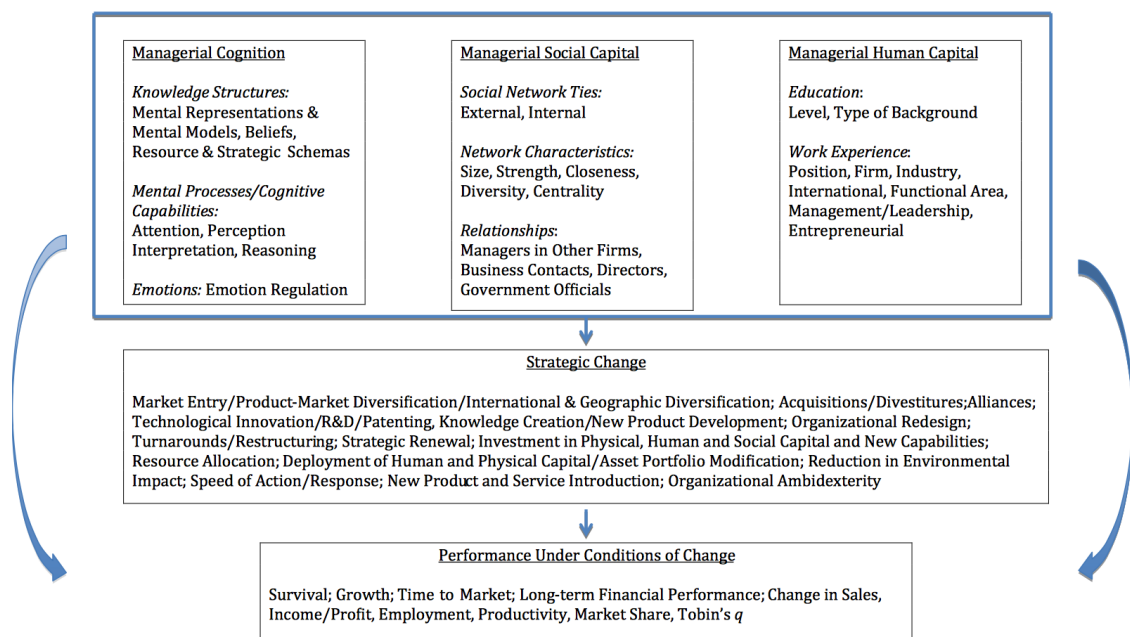 Managerial Cognition
Knowledge Structures:
Mental Representations &
Mental Models, Beliefs,
Resource & Strategic Schemas
Mental Processes/Cognitive
Capabilities:
Attention, Perception
Interpretation, Reasoning
Emotions: Emotion Regulation
Managerial Social Capital
Social Network Ties:
External, Internal
Network Characteristics:
Size, Strength, Closeness,
Diversity, Centrality
Relationships:
Managers in Other Firms,
Business Contacts, Directors,
Government Officials
Managerial Human Capital
Education:
Level, Type of Background
Work Experience:
Position, Firm, Industry,
International, Functional Area,
Management/Leadership,
Entrepreneurial
Strategic Change
Market Entry/Product-Market Diversification/International & Geographic Diversification; Acquisitions/Divestitures;Alliances;
Technological Innovation/R&D/Patenting, Knowledge Creation/New Product Development; Organizational Redesign;
Turnarounds/Restructuring; Strategic Renewal; Investment in Physical, Human and Social Capital and New Capabilities;
Resource Allocation; Deployment of Human and Physical Capital/Asset Portfolio Modification; Reduction in Environmental
Impact; Speed of Action/Response; New Product and Service Introduction; Organizational Ambidexterity
Performance Under Conditions of Change
Survival; Growth; Time to Market; Long-term Financial Performance; Change in Sales,
Income/Profit, Employment, Productivity, Market Share, Tobin's q